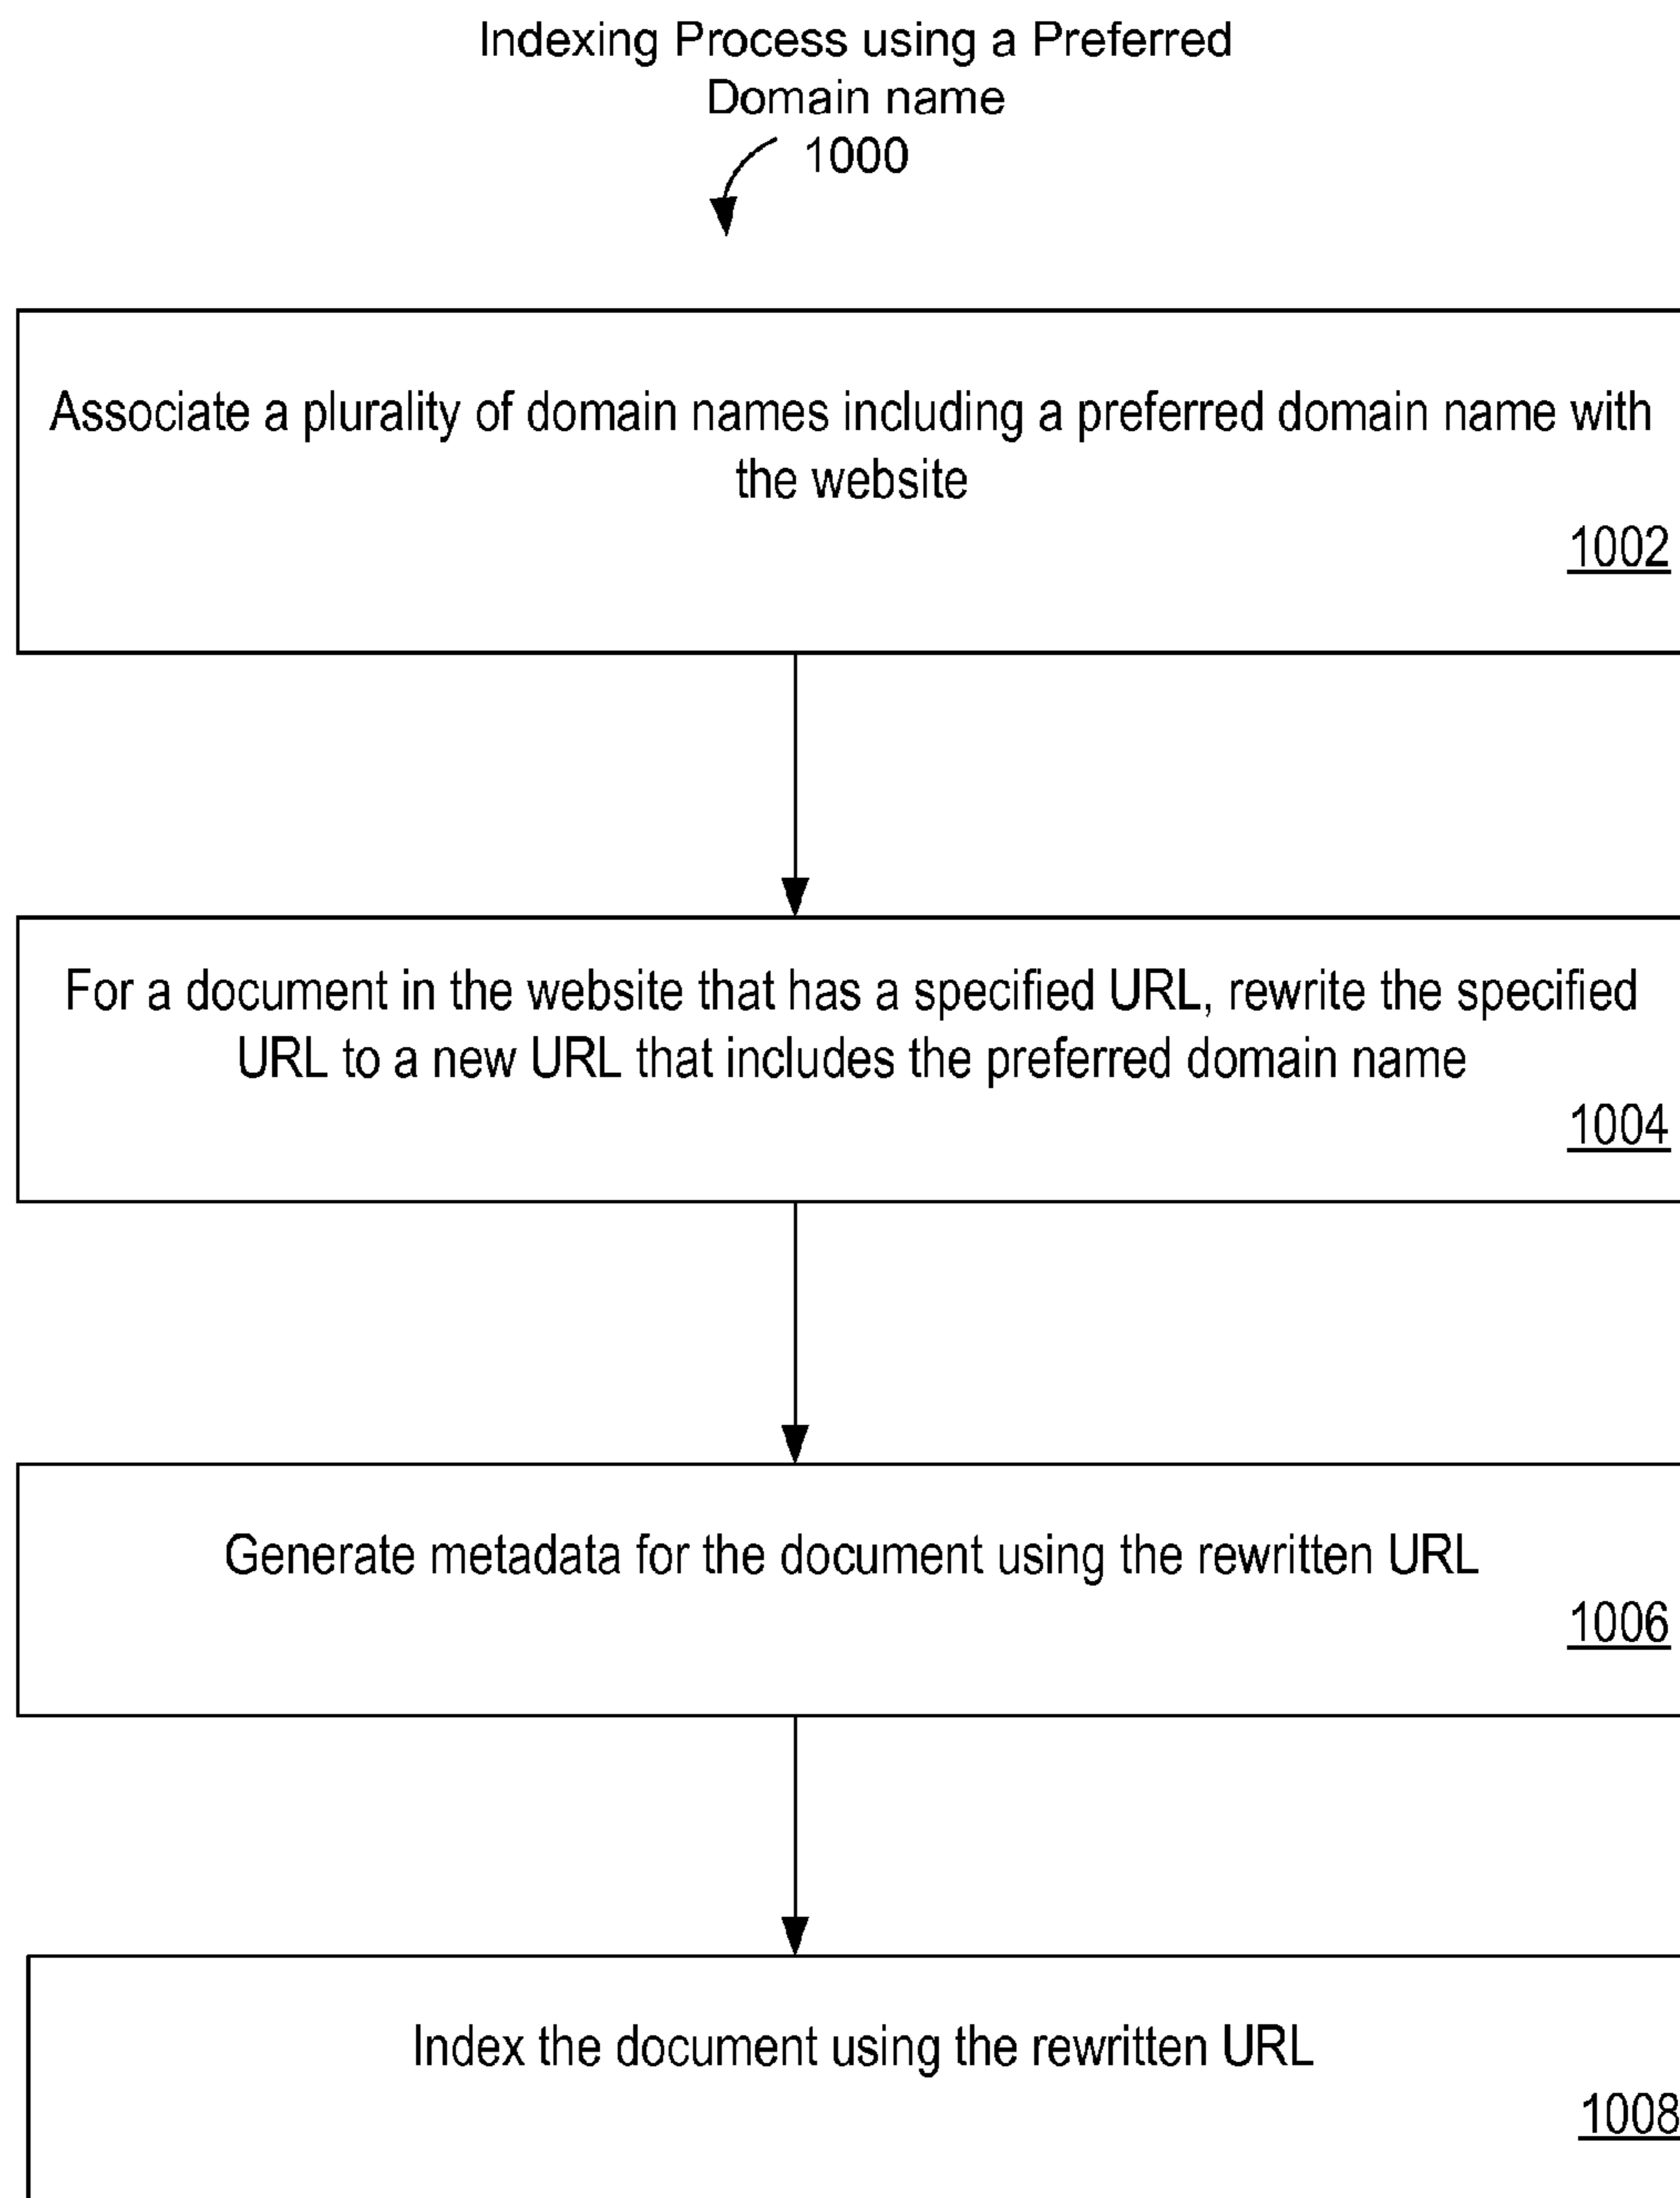 Indexing Process using a Preferred
Domain name
1000
Associate a plurality of domain names including a preferred domain name with
the website
1002
For a document in the website that has a specified URL, rewrite the specified
URL to a new URL that includes the preferred domain name
1004
Generate metadata for the document using the rewritten URL
1006
Index the document using the rewritten URL
1008